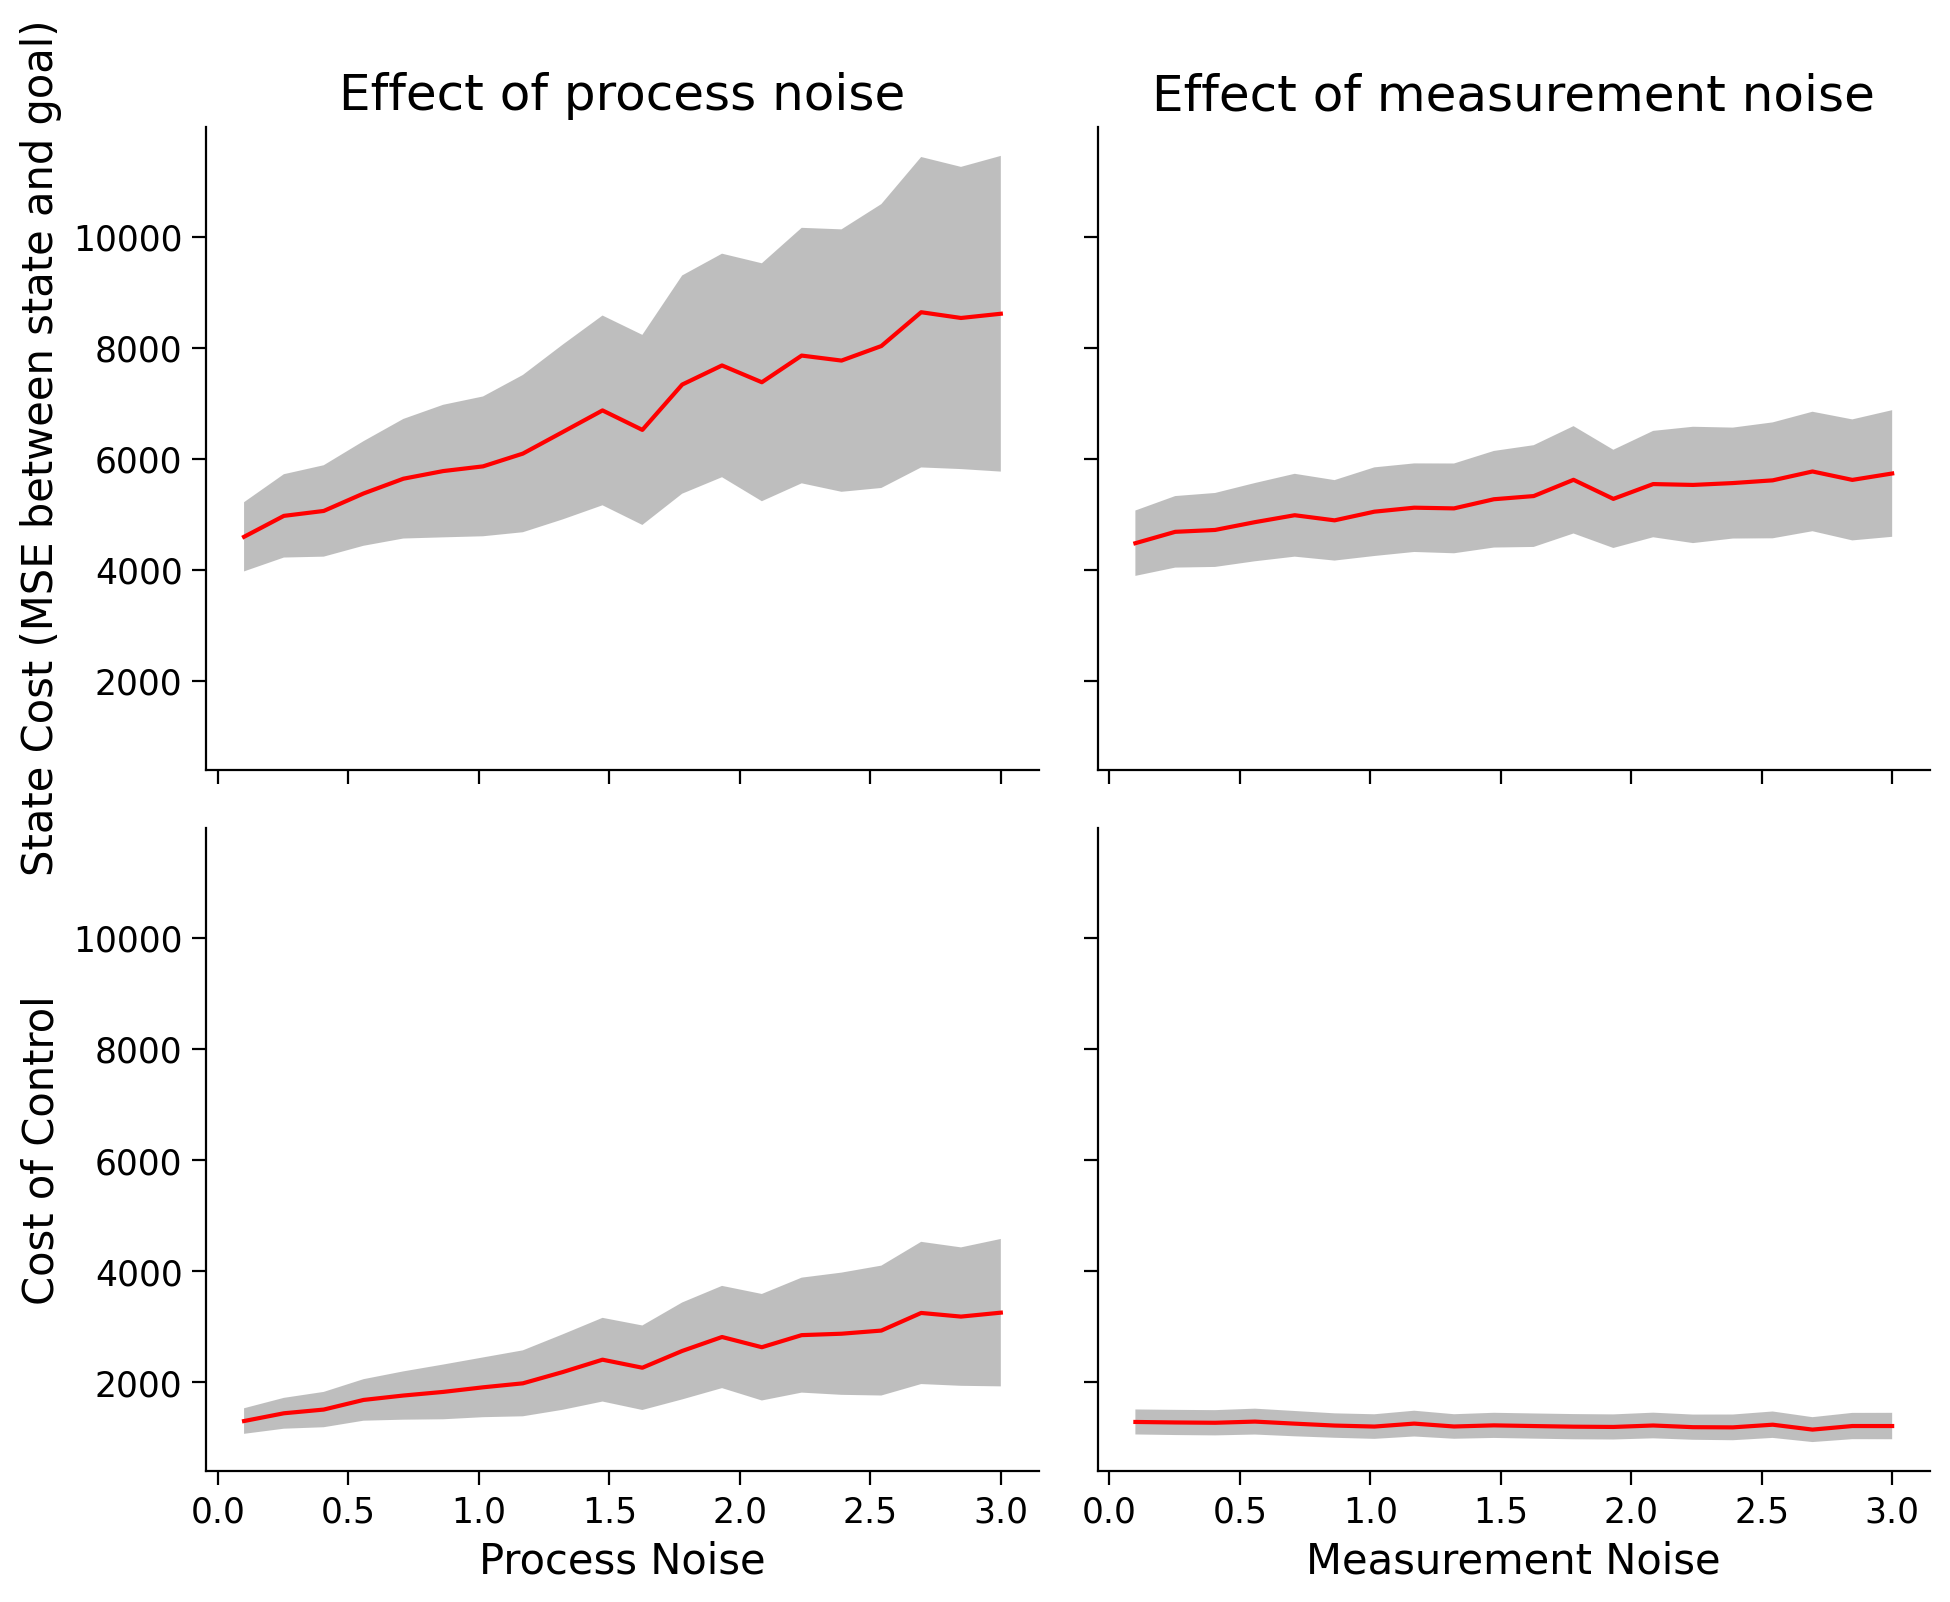 Effect of process noise
Effect of measurement noise
State Cost (MSE between state and goal)
10000
8000
6000
4000
2000
Cost of Control
10000
8000
6000
4000
2000
0.0 0.5 1.0 1.5 2.0 2.5 3.0
0.0 0.5 1.0 1.5 2.0 2.5 3.0
Process Noise
Measurement Noise